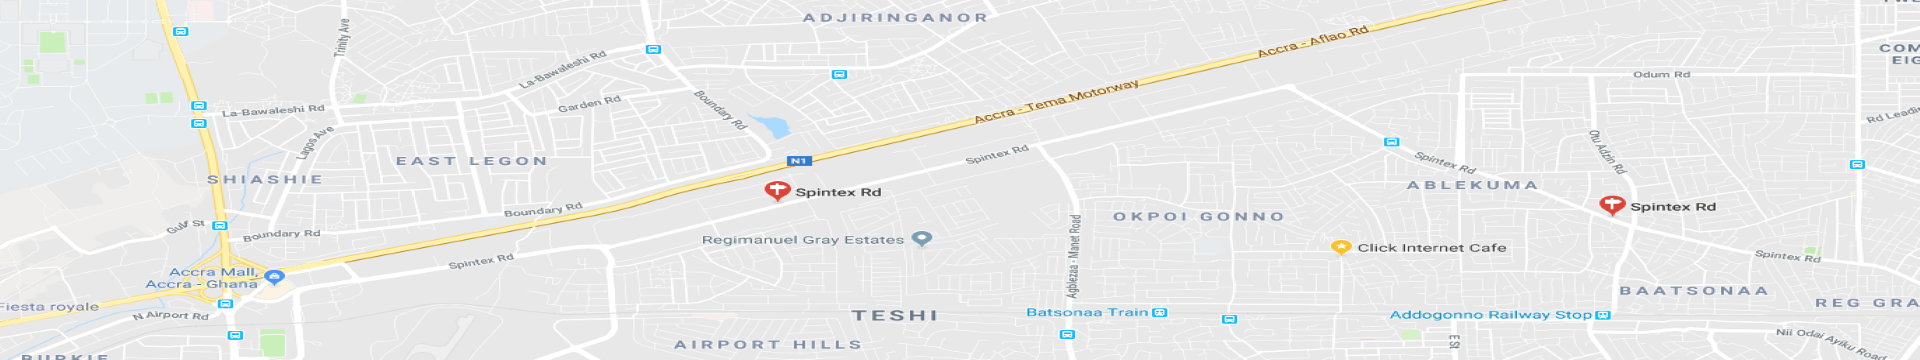 ADJIRINGANOR
Trinity Ave
Accra - Aflao Rd
COM
EIG
La-Bawaleshi Rd
Odum Rd
Accra - Tema Motorway
Garden Rd
Boundary Rd
La-Bawaleshi Rd
Rd Leadin
Lagos Ave
Otu Adzin Rd
EAST LEGON
N1
Spintex Rd
Spintex Rd
SHIASHIE
Spintex Rd
ABLEKUMA
Spintex Rd
Boundary Rd
OKPOI GONNO
Gulf St
Boundary Rd
Regimanuel Gray Estates
Agblezaa - Manet Road
Click Internet Cafe
Spintex Rd
Spintex Rd
Accra Mall,
Accra - Ghana
BAATSONAA
REG GRA
Fiesta royale
N Airport Rd
TESHI
Batsonaa Train
Addogonno Railway Stop
Nii Odai Ayiku Road
E St
AIRPORT HILLS
BURKIE